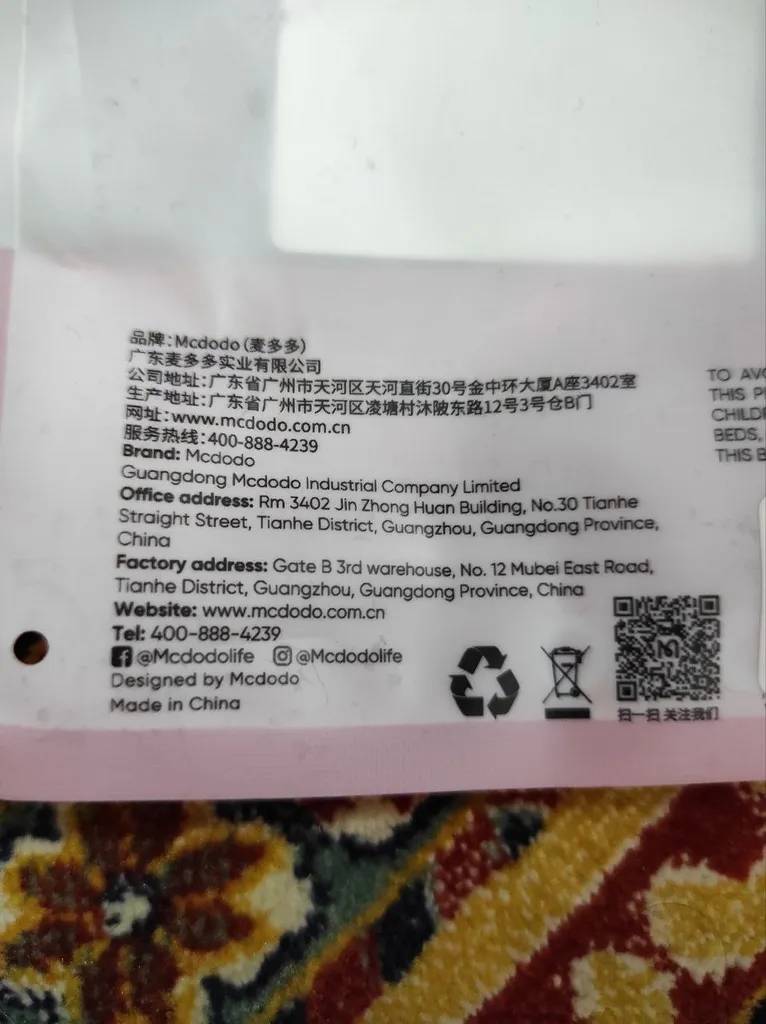 品牌:Mcdodo(麦多多)
广东麦多多实业有限公司
公司地址:广东省广州市天河区天河直街30号金中环大厦A座3402室
生产地址:广东省广州市天河区凌塘村沐陂东路12号3号仓B门
网址:www.mcdodo.com.cn
服务热线:400-888-4239
Brand: Mcdodo
Guangdong Mcdodo Industrial Company Limited
Office address: Rm 3402 Jin Zhong Huan Building, No.30 Tianhe
Straight Street, Tianhe District, Guangzhou, Guangdong Province,
China
Factory address: Gate B 3rd warehouse, No. 12 Mubei East Road,
Tianhe District, Guangzhou, Guangdong Province, China
Website: www.mcdodo.com.cn
Tel: 400-888-4239
@Mcdodolife @Mcdodolife
Designed by Mcdodo
Made in China
扫一扫 关注我们
TO
THIS
BEDS,
THIS